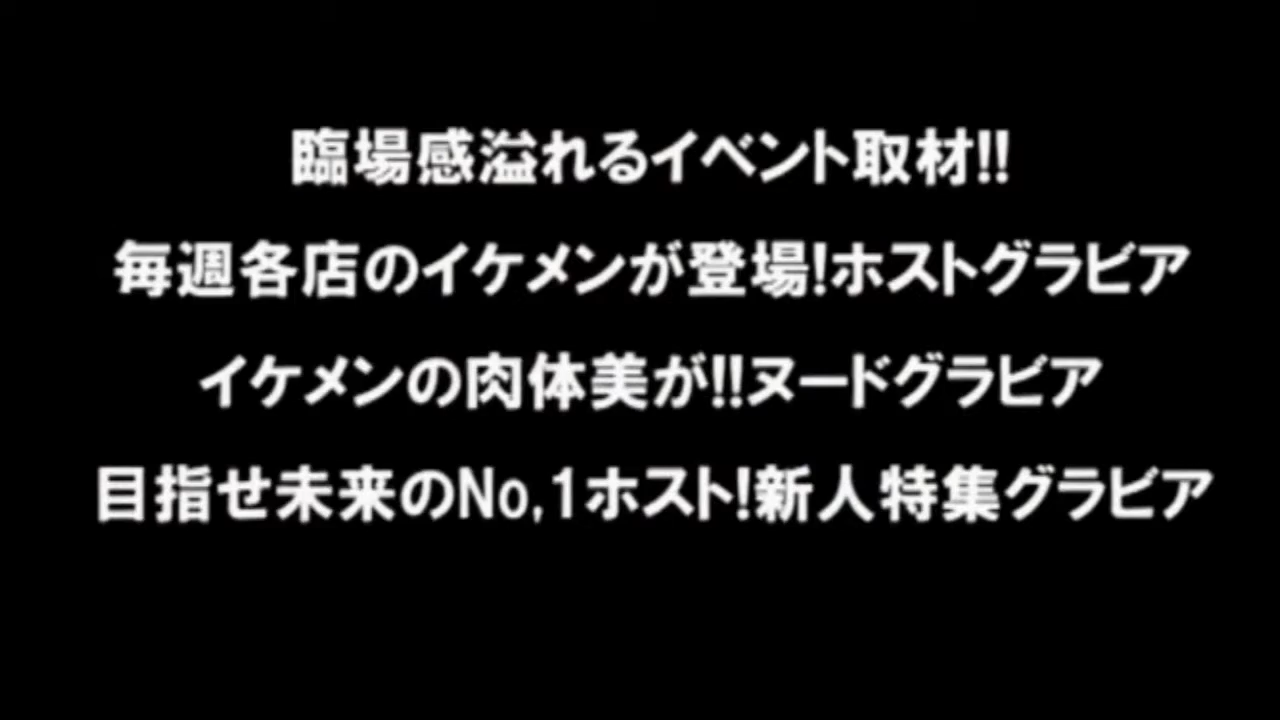 臨場感溢れるイベント取材!!
毎週各店のイケメンが登場!ホストグラビア
イケメンの肉体美が!!ヌードグラビア
目指せ未来のNo,1ホスト!新人特集グラビア